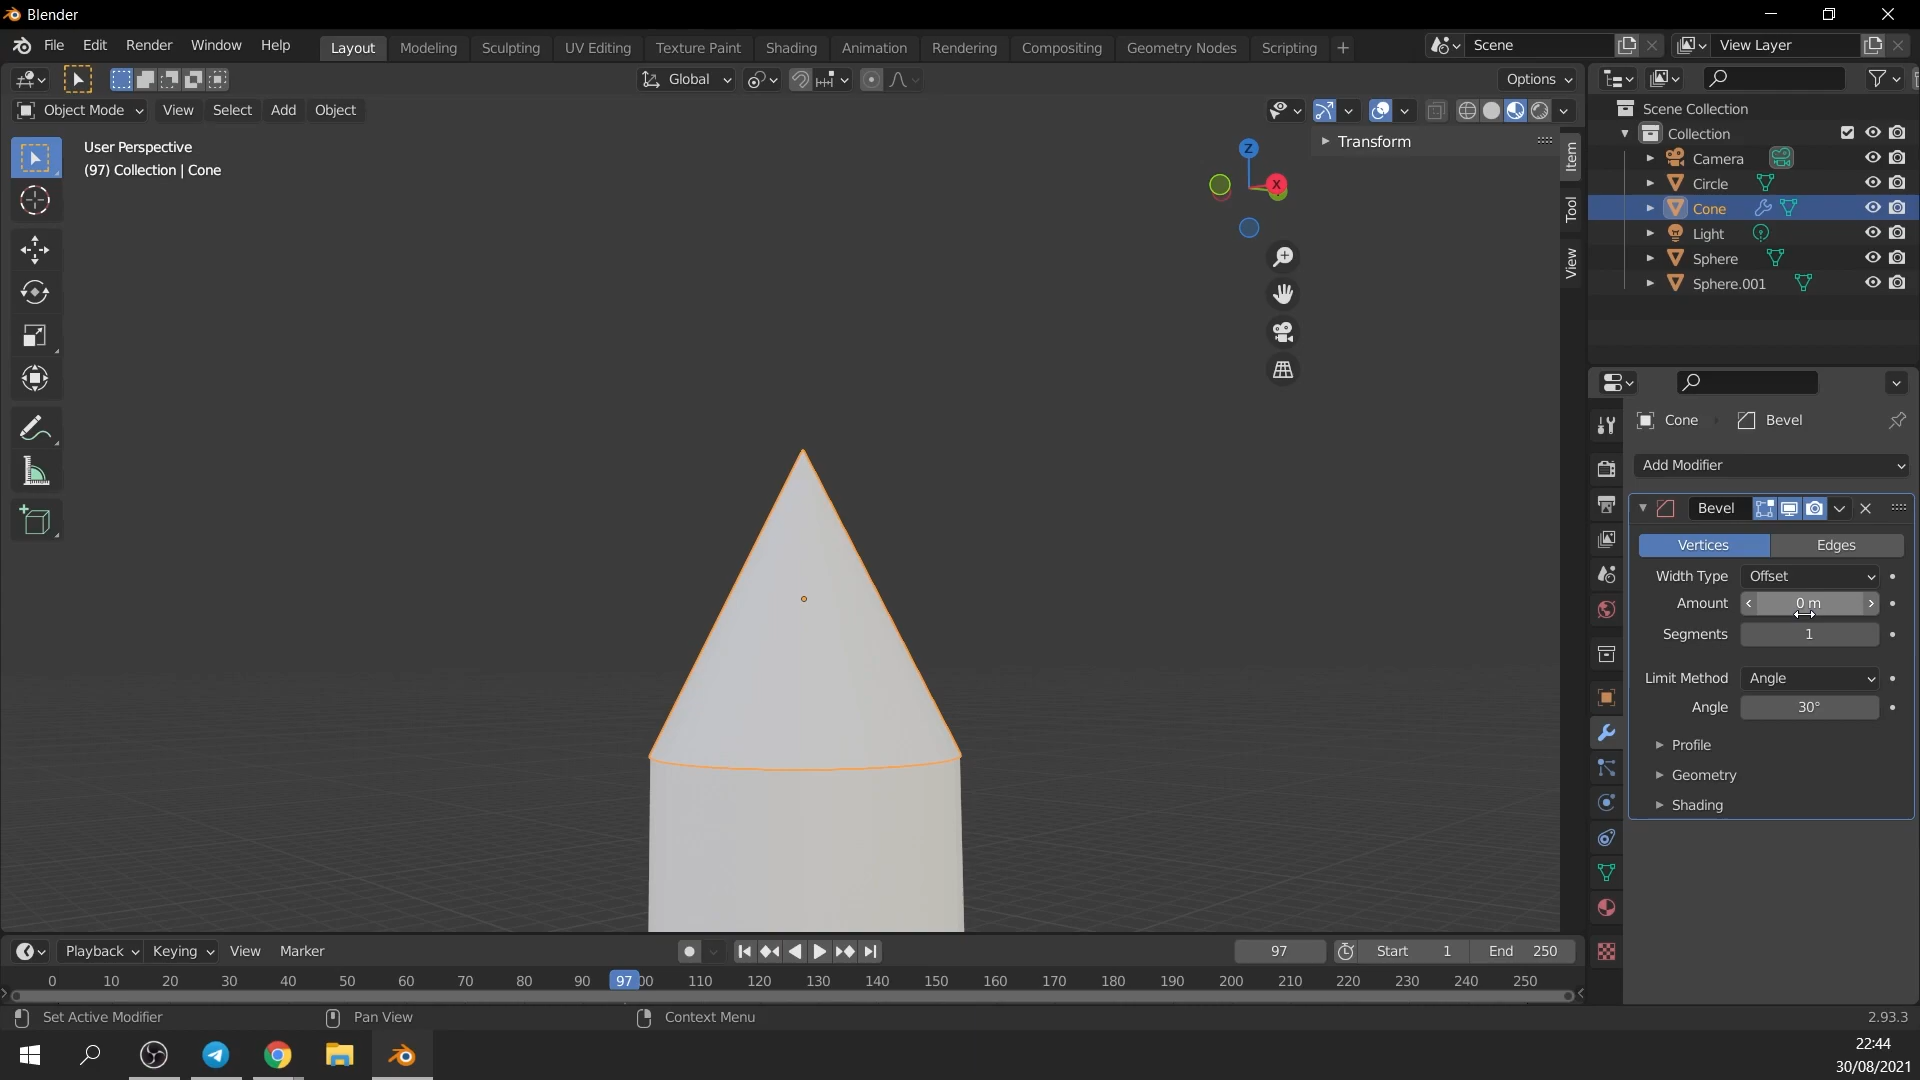 Blender
File Edit Render Window Help Layout Modeling Sculpting UV Editing Texture Paint Shading Animation Rendering Compositing Geometry Nodes Scripting + Scene View Layer
Global Options
Object Mode View Select Add Object
User Perspective
(97) Collection | Cone
Z
X
Transform
Item
Tool
View
Scene Collection
Collection
Camera
Circle
Cone
Light
Sphere
Sphere.001
Cone Bevel
Add Modifier
Bevel
Vertices Edges
Width Type Offset
Amount 0 m
Segments 1
Limit Method Angle
Angle 30°
Profile
Geometry
Shading
Playback Keying View Marker 97 Start 1 End 250
0 10 20 30 40 50 60 70 80 90 97 00 110 120 130 140 150 160 170 180 190 200 210 220 230 240 250
Set Active Modifier Pan View Context Menu 2.93.3
22:44
30/08/2021